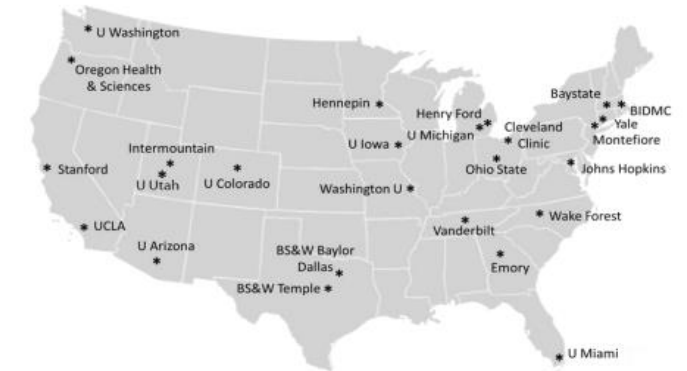 * U Washington
* Oregon Health
& Sciences
Hennepin *
Henry Ford *
U Michigan *
Baystate *
* BIDMC
* Yale
* Montefiore
* Cleveland
Clinic
U Iowa *
Intermountain
*
* Stanford
* U Utah
* U Colorado
* Ohio State
* Johns Hopkins
Washington U *
* UCLA
* Wake Forest
* Vanderbilt
U Arizona
*
BS&W Baylor
Dallas *
* Emory
BS&W Temple *
* U Miami